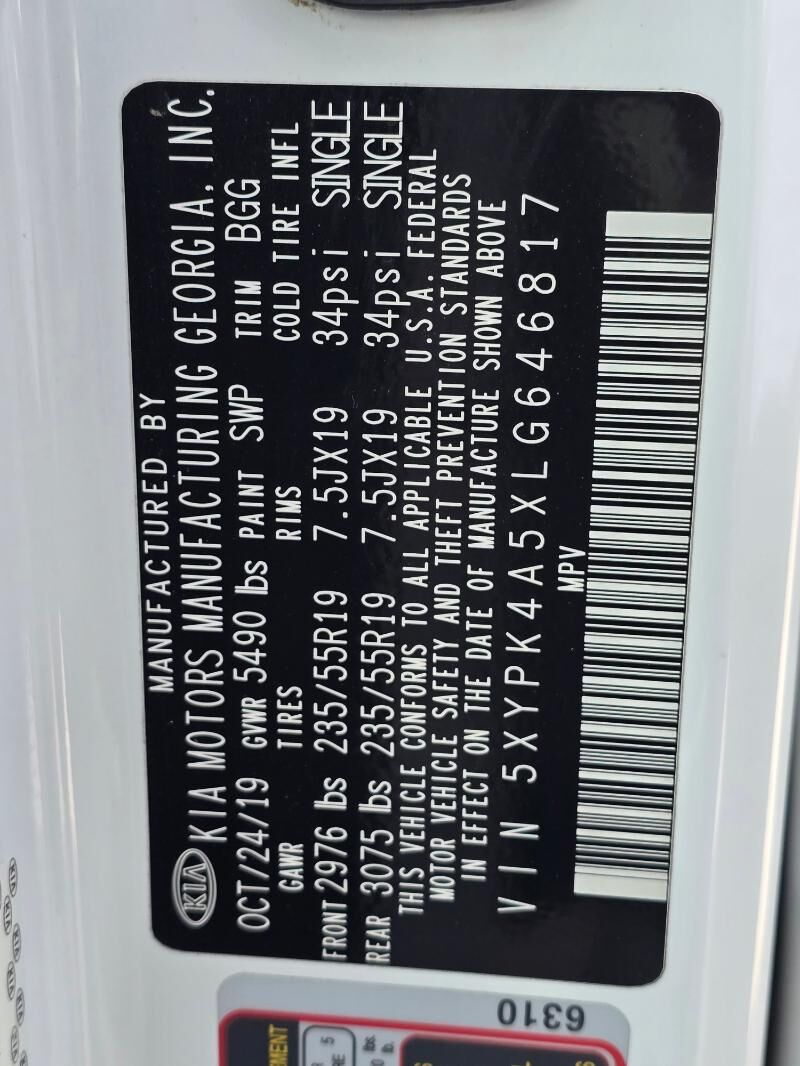 MANUFACTURED BY
KIA KIA MOTORS MANUFACTURING GEORGIA, INC.
OCT/24/19 GVWR 5490 lbs PAINT SWP TRIM BGG
GAWR TIRES RIMS COLD TIRE INFL
FRONT 2976 lbs 235/55R19 7.5JX19 34psi SINGLE
REAR 3075 lbs 235/55R19 7.5JX19 34psi SINGLE
THIS VEHICLE CONFORMS TO ALL APPLICABLE U.S.A. FEDERAL
MOTOR VEHICLE SAFETY AND THEFT PREVENTION STANDARDS
IN EFFECT ON THE DATE OF MANUFACTURE SHOWN ABOVE
VIN 5XYPK4A5XLG646817
MPV
6310